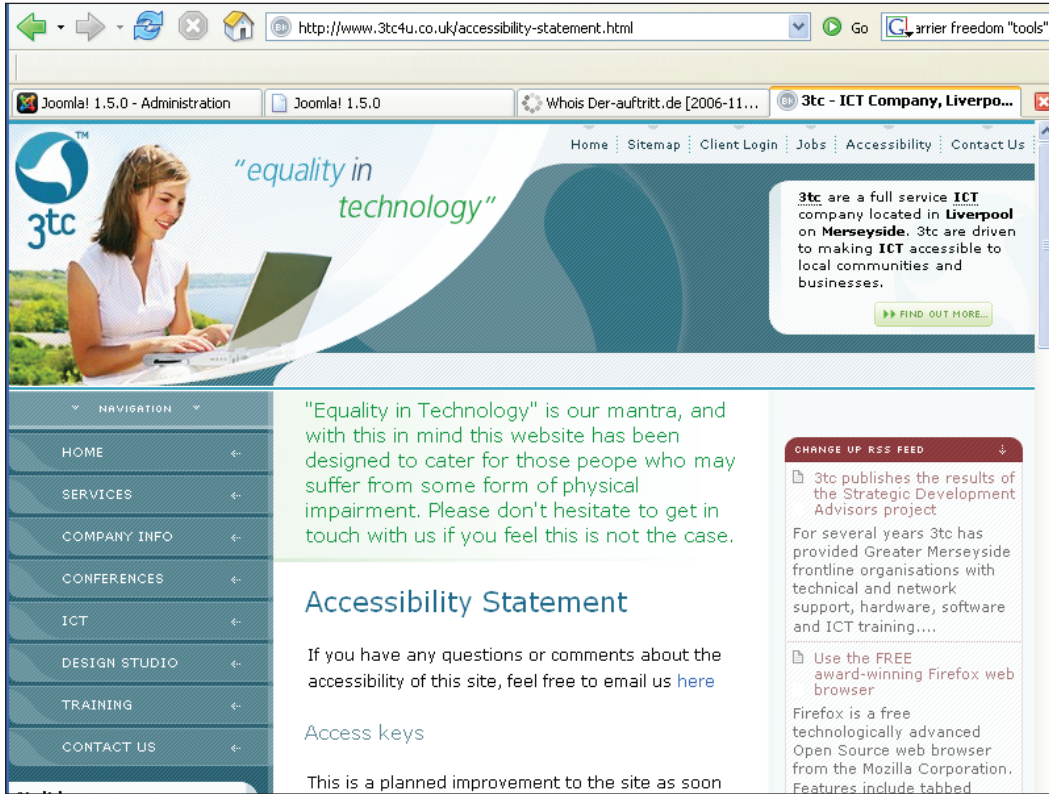 http://www.3tc4u.co.uk/accessibility-statement.html
Go
arrier freedom "tools"
Joomla! 1.5.0 - Administration
Joomla! 1.5.0
Whois Der-auftritt.de [2006-11...
3tc - ICT Company, Liverpo...
Home
Sitemap
Client Login
Jobs
Accessibility
Contact Us
TM
3tc
"equality in
technology"
3tc are a full service ICT
company located in Liverpool
on Merseyside. 3tc are driven
to making ICT accessible to
local communities and
businesses.
FIND OUT MORE...
NAVIGATION
HOME
SERVICES
COMPANY INFO
CONFERENCES
ICT
DESIGN STUDIO
TRAINING
CONTACT US
"Equality in Technology" is our mantra, and
with this in mind this website has been
designed to cater for those peope who may
suffer from some form of physical
impairment. Please don't hesitate to get in
touch with us if you feel this is not the case.
Accessibility Statement
If you have any questions or comments about the
accessibility of this site, feel free to email us here
Access keys
This is a planned improvement to the site as soon
CHANGE UP RSS FEED
3tc publishes the results of
the Strategic Development
Advisors project
For several years 3tc has
provided Greater Merseyside
frontline organisations with
technical and network
support, hardware, software
and ICT training....
Use the FREE
award-winning Firefox web
browser
Firefox is a free
technologically advanced
Open Source web browser
from the Mozilla Corporation.
Features include tabbed